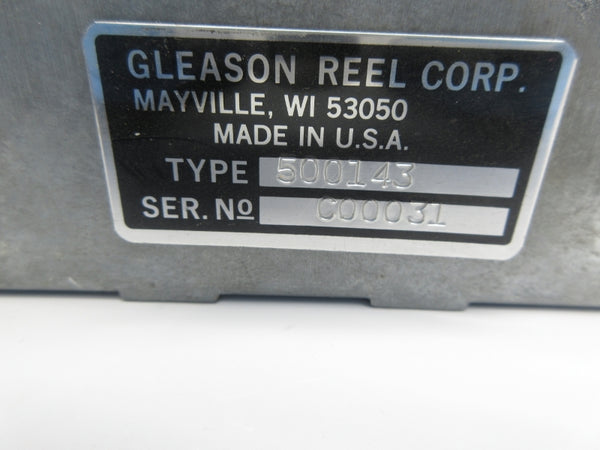 GLEASON REEL CORP.
MAYVILLE, WI 53050
MADE IN U.S.A.
TYPE 500143
SER. Nº C00031